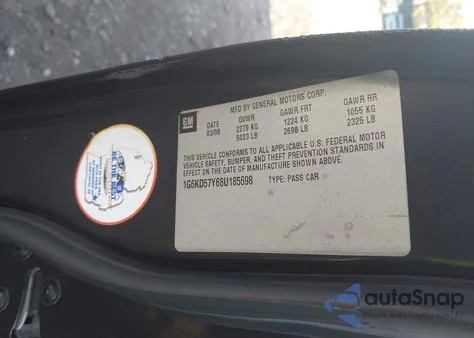 GM
MFD BY GENERAL MOTORS CORP.
DATE GVWR GAWR FRT GAWR RR
03/08 2279 KG 1224 KG 1055 KG
5023 LB 2698 LB 2325 LB
THIS VEHICLE CONFORMS TO ALL APPLICABLE U.S. FEDERAL MOTOR
VEHICLE SAFETY, BUMPER, AND THEFT PREVENTION STANDARDS IN
EFFECT ON THE DATE OF MANUFACTURE SHOWN ABOVE.
1G6KD57Y68U185698 TYPE: PASS CAR
autoSnap